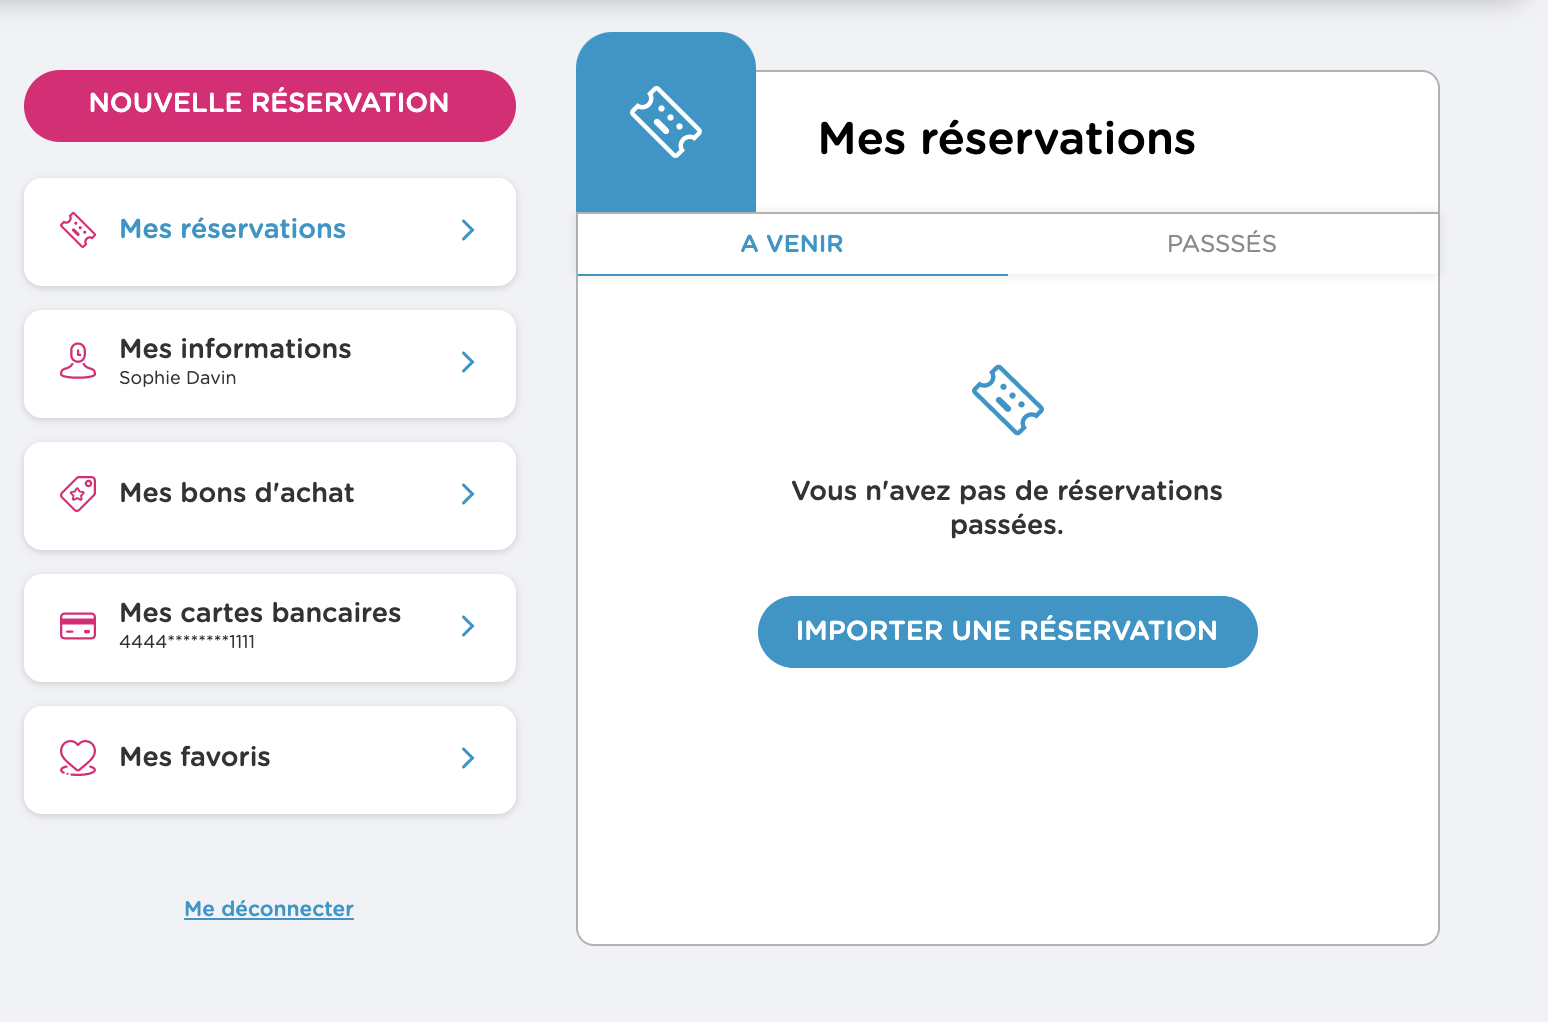 NOUVELLE RÉSERVATION
Mes réservations
Mes informations
Sophie Davin
Mes bons d'achat
Mes cartes bancaires
4444********1111
Mes favoris
Me déconnecter
Mes réservations
A VENIR
PASSSÉS
Vous n'avez pas de réservations
passées.
IMPORTER UNE RÉSERVATION